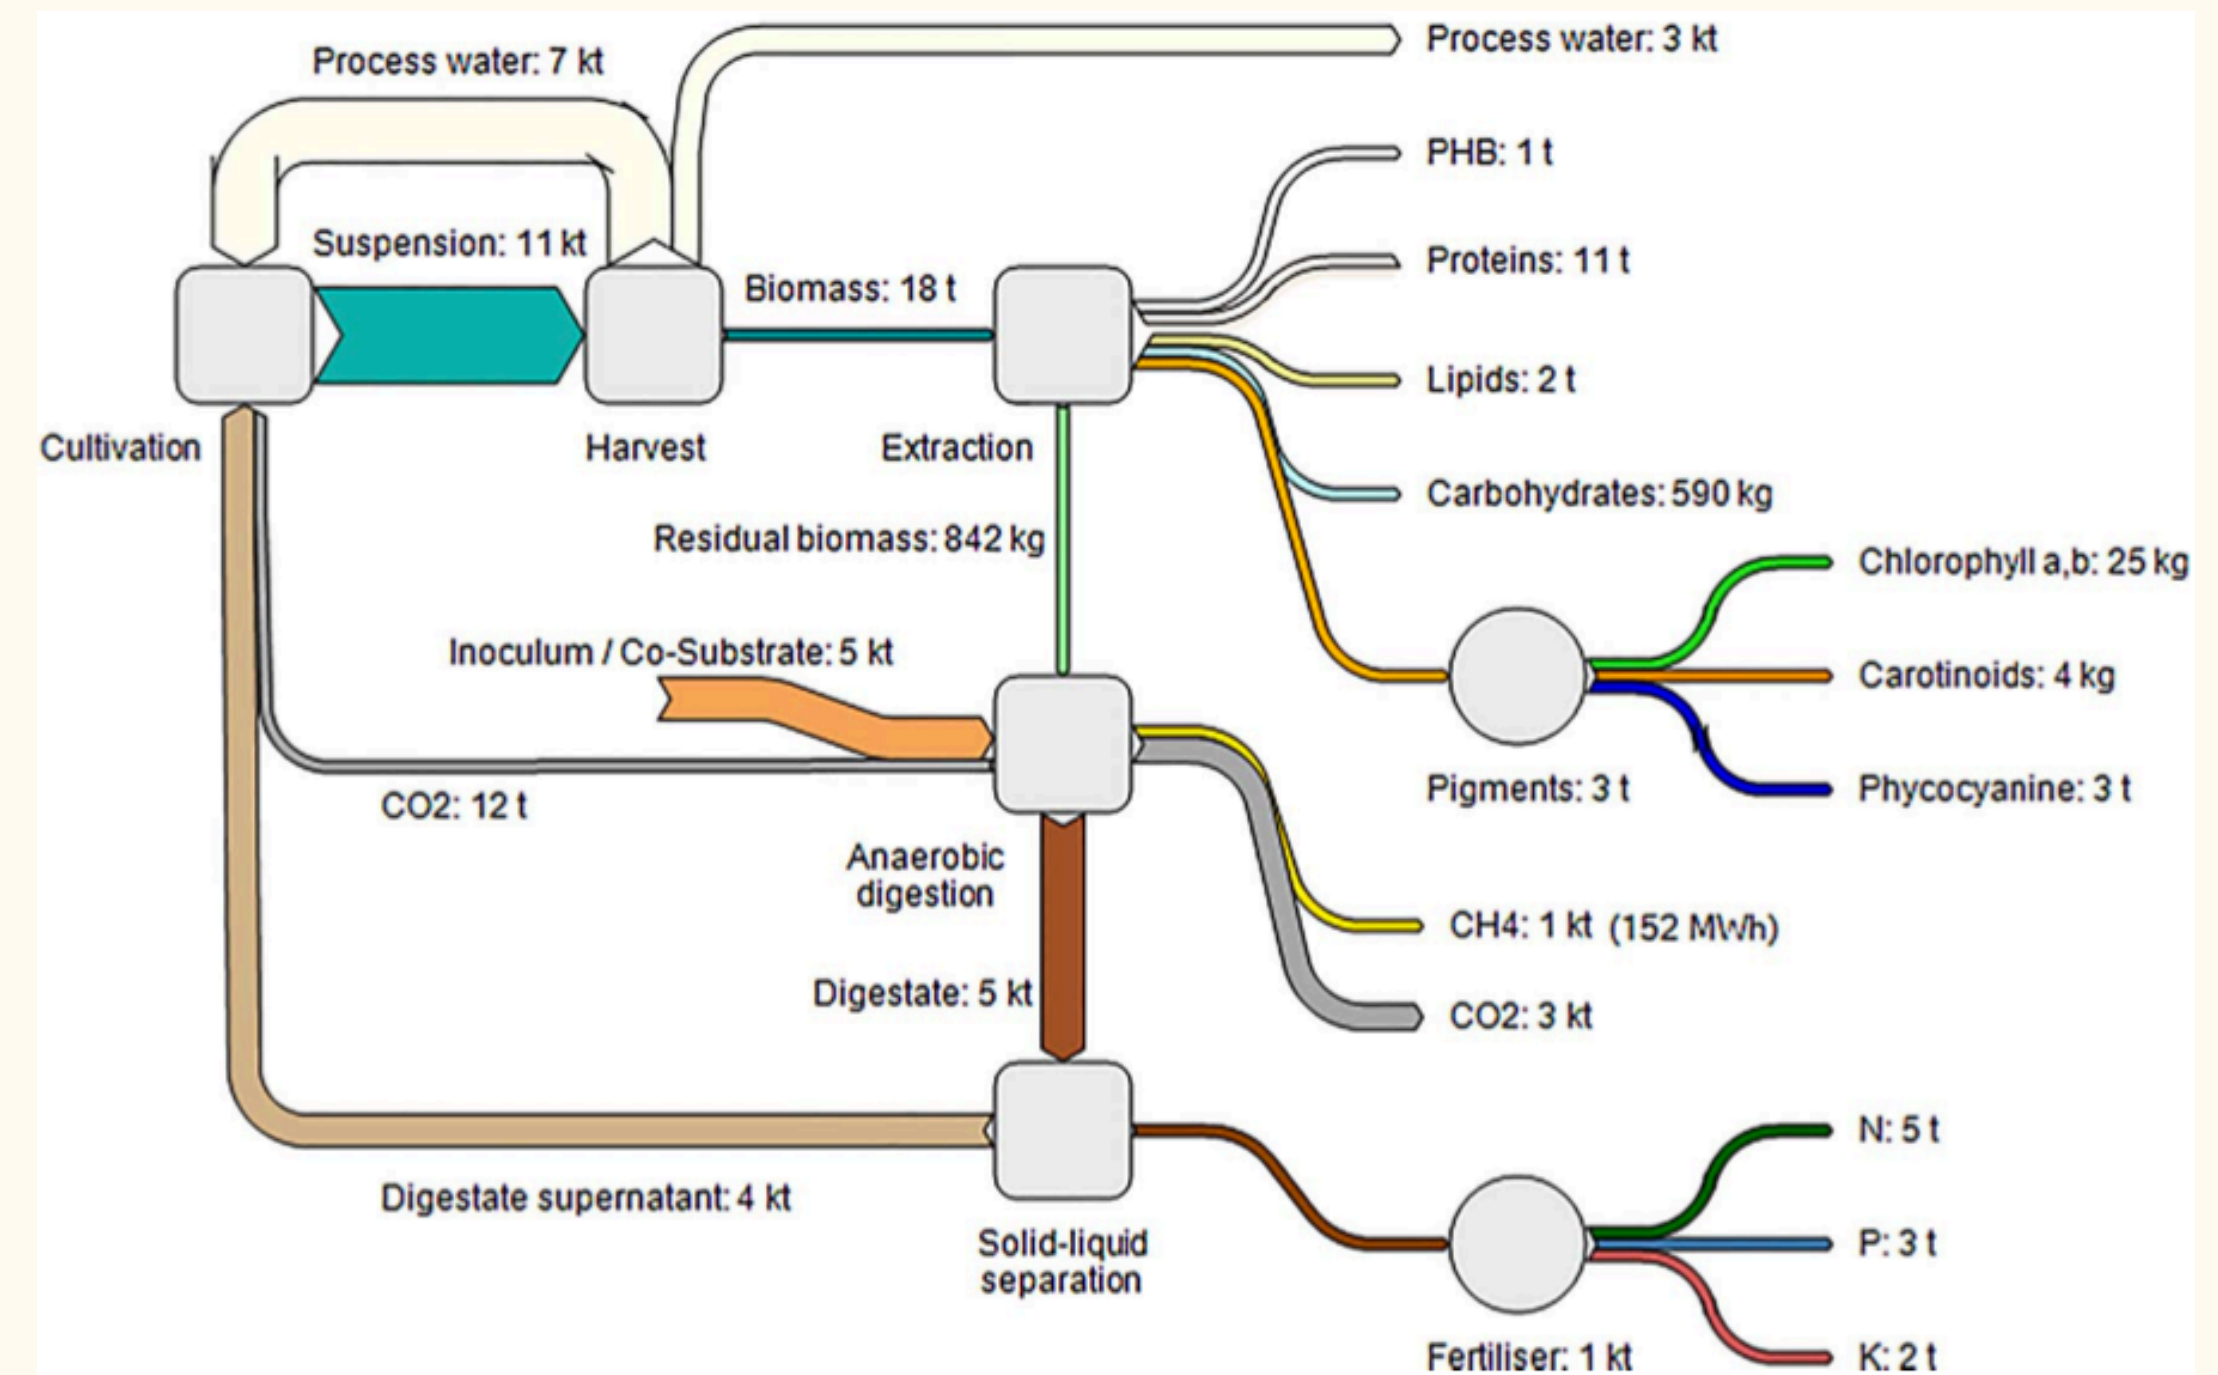 Process water: 3 kt
Process water: 7 kt
PHB: 1 t
Suspension: 11 kt
Proteins: 11 t
Biomass: 18 t
Lipids: 2 t
Cultivation
Harvest
Extraction
Carbohydrates: 590 kg
Residual biomass: 842 kg
Chlorophyll a,b: 25 kg
Inoculum / Co-Substrate: 5 kt
Carotinoids: 4 kg
Pigments: 3 t
Phycocyanine: 3 t
CO2: 12 t
Anaerobic
digestion
CH4: 1 kt (152 MWh)
Digestate: 5 kt
CO2: 3 kt
N: 5 t
Digestate supernatant: 4 kt
Solid-liquid
separation
P: 3 t
Fertiliser: 1 kt
K: 2 t